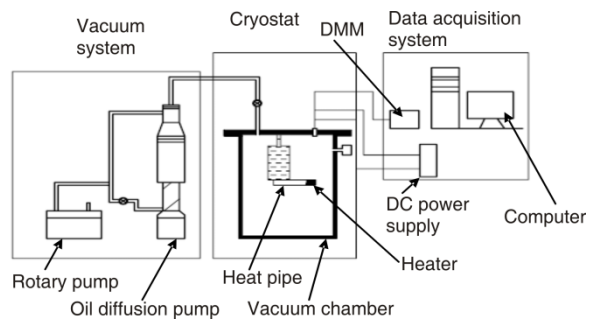 Vacuum
system
Cryostat
DMM
Data acquisition
system
DC power
supply
Computer
Heater
Heat pipe
Vacuum chamber
Rotary pump
Oil diffusion pump